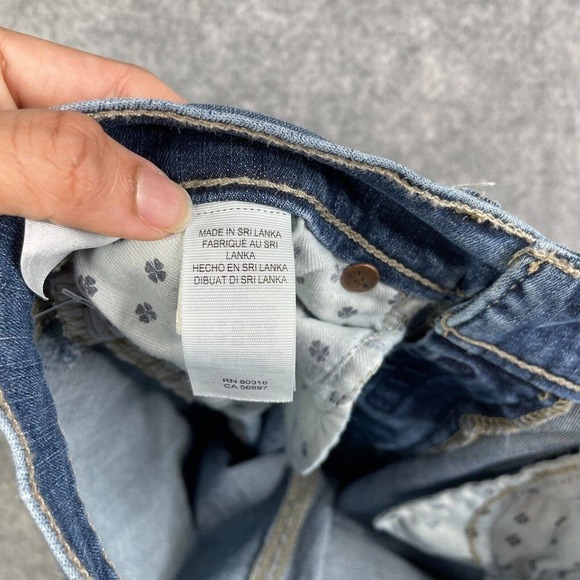 MADE IN SRI LANKA
FABRIQUÉ AU SRI
LANKA
HECHO EN SRI LANKA
DIBUAT DI SRI LANKA
RN 80318
CA 56897